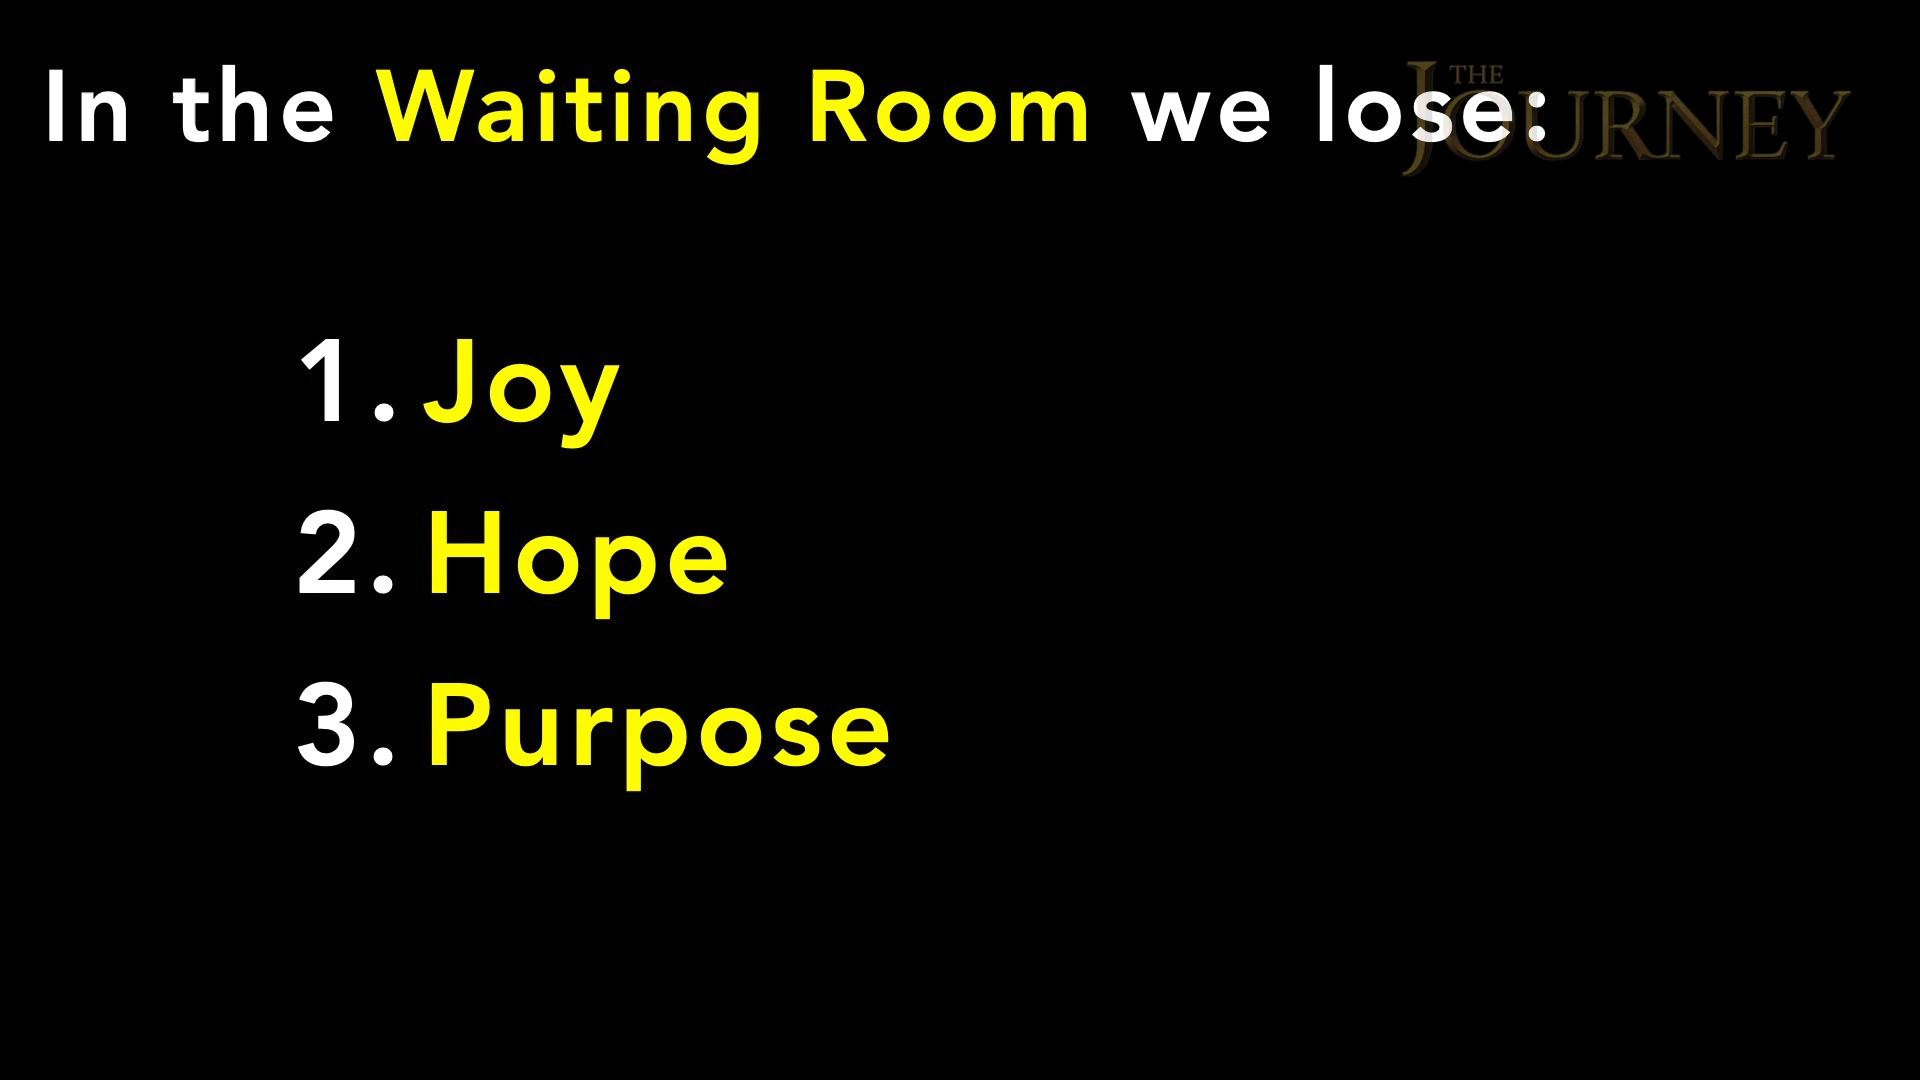 In the Waiting Room we lose:
THE
JOURNEY
1. Joy
2. Hope
3. Purpose